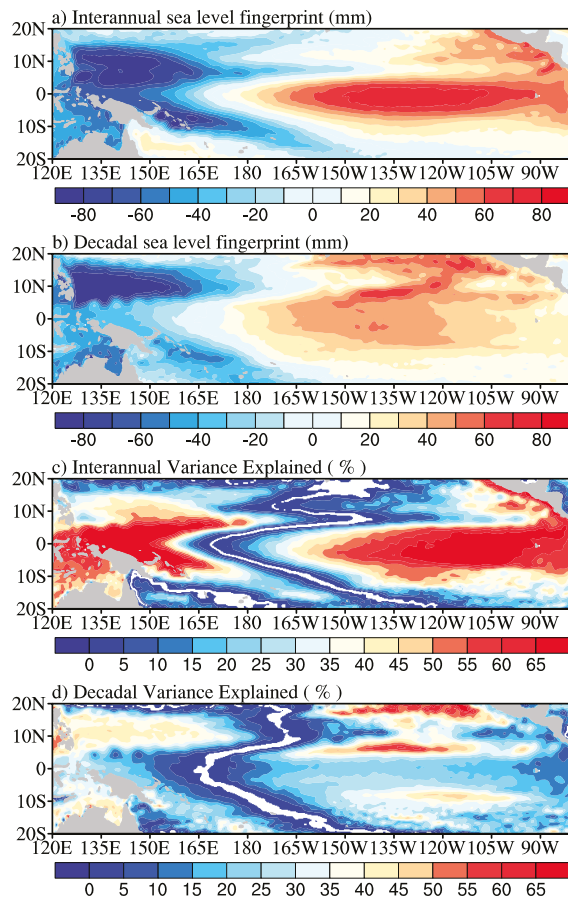 a) Interannual sea level fingerprint (mm)
20N
10N
0
10S
20S
120E 135E 150E 165E 180 165W 150W 135W 120W 105W 90W
-80 -60 -40 -20 0 20 40 60 80
b) Decadal sea level fingerprint (mm)
20N
10N
0
10S
20S
120E 135E 150E 165E 180 165W 150W 135W 120W 105W 90W
-80 -60 -40 -20 0 20 40 60 80
c) Interannual Variance Explained ( % )
20N
10N
0
10S
20S
120E 135E 150E 165E 180 165W 150W 135W 120W 105W 90W
0 5 10 15 20 25 30 35 40 45 50 55 60 65
d) Decadal Variance Explained ( % )
20N
10N
0
10S
20S
120E 135E 150E 165E 180 165W 150W 135W 120W 105W 90W
0 5 10 15 20 25 30 35 40 45 50 55 60 65